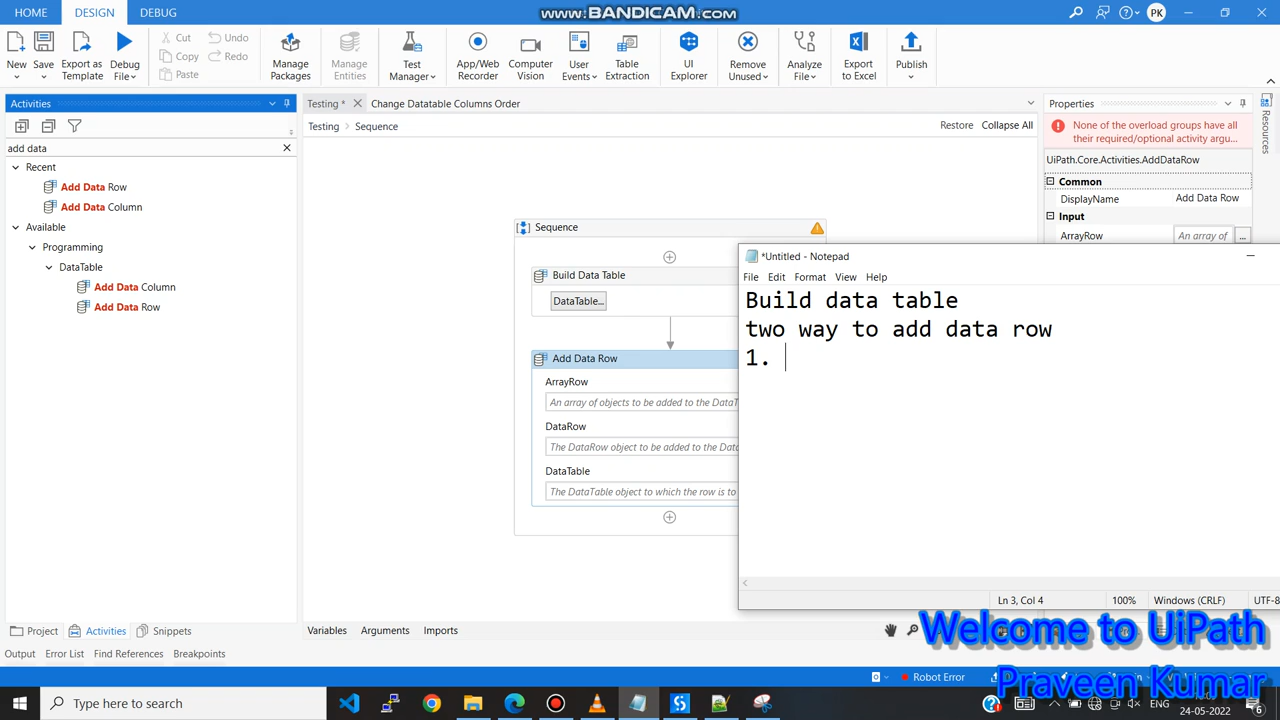 HOME DESIGN DEBUG www.BANDICAM.com PK
New Save Export as Template Debug File
Cut Copy Paste Undo Redo
Manage Packages Manage Entities Test Manager App/Web Recorder Computer Vision User Events Table Extraction UI Explorer Remove Unused Analyze File Export to Excel Publish
Activities
Testing * Change Datatable Columns Order
Properties
Testing Sequence Restore Collapse All
None of the overload groups have all
their required/optional activity argu...
Resources
add data
Recent
Add Data Row
Add Data Column
Available
Programming
DataTable
Add Data Column
Add Data Row
UiPath.Core.Activities.AddDataRow
Common
DisplayName Add Data Row
Input
ArrayRow An array of ...
Sequence
Build Data Table
DataTable...
Add Data Row
ArrayRow
An array of objects to be added to the DataT
DataRow
The DataRow object to be added to the Data
DataTable
The DataTable object to which the row is to
*Untitled - Notepad
File Edit Format View Help
Build data table
two way to add data row
1.
Ln 3, Col 4 100% Windows (CRLF) UTF-8
Project Activities Snippets
Variables Arguments Imports
Output Error List Find References Breakpoints
Welcome to UiPath
Praveen Kumar
Robot Error
Type here to search
ENG
24-05-2022
6